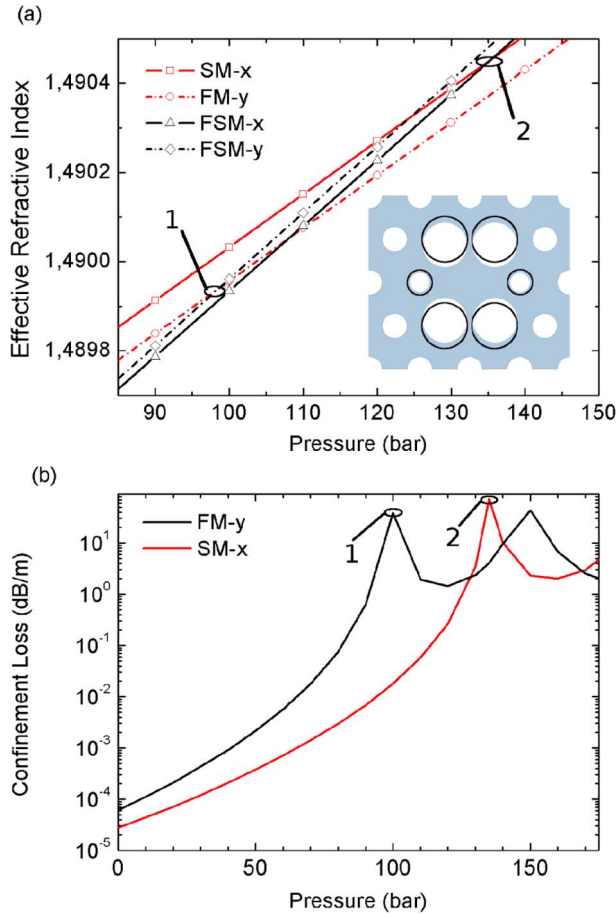 (a)
Effective Refractive Index
1,4904
1,4902
1,4900
1,4898
SM-x
FM-y
FSM-x
FSM-y
1
2
90 100 110 120 130 140 150
Pressure (bar)
(b)
Confinement Loss (dB/m)
10^1
10^0
10^-1
10^-2
10^-3
10^-4
10^-5
FM-y
SM-x
1
2
0 50 100 150
Pressure (bar)